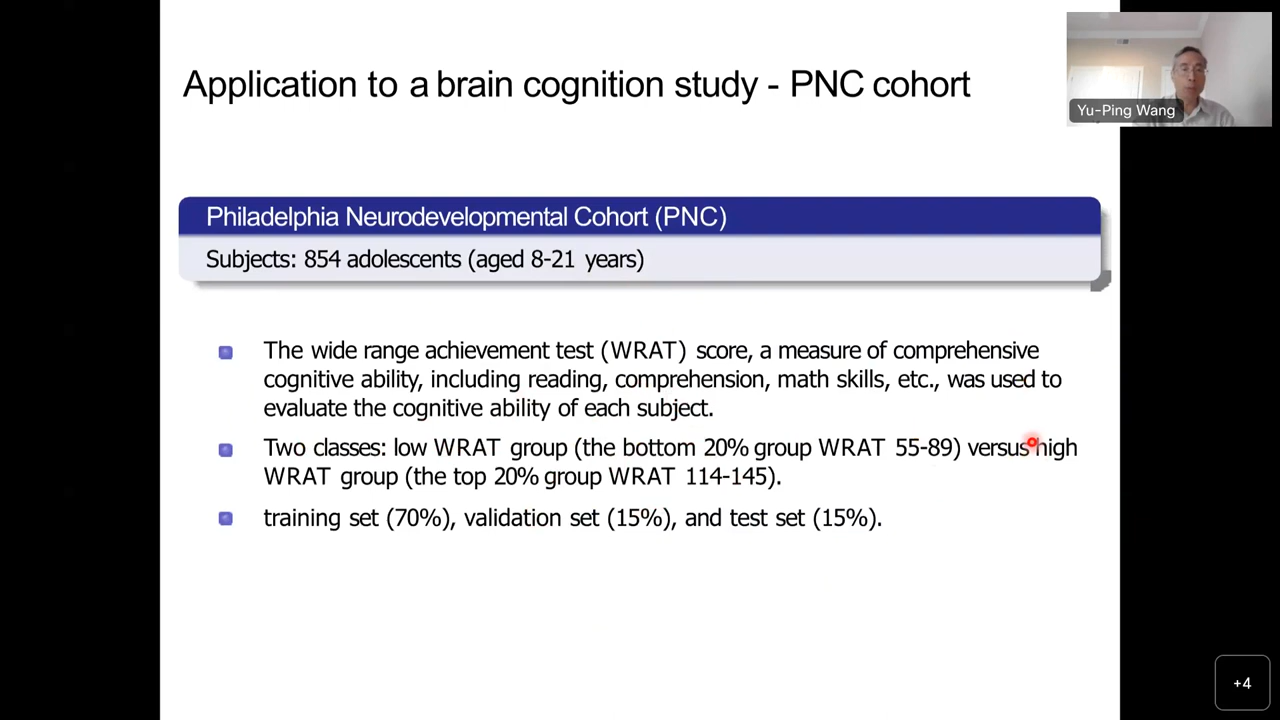 Application to a brain cognition study - PNC cohort
Yu-Ping Wang
Philadelphia Neurodevelopmental Cohort (PNC)
Subjects: 854 adolescents (aged 8-21 years)
The wide range achievement test (WRAT) score, a measure of comprehensive
cognitive ability, including reading, comprehension, math skills, etc., was used to
evaluate the cognitive ability of each subject.
Two classes: low WRAT group (the bottom 20% group WRAT 55-89) versus high
WRAT group (the top 20% group WRAT 114-145).
training set (70%), validation set (15%), and test set (15%).
+4